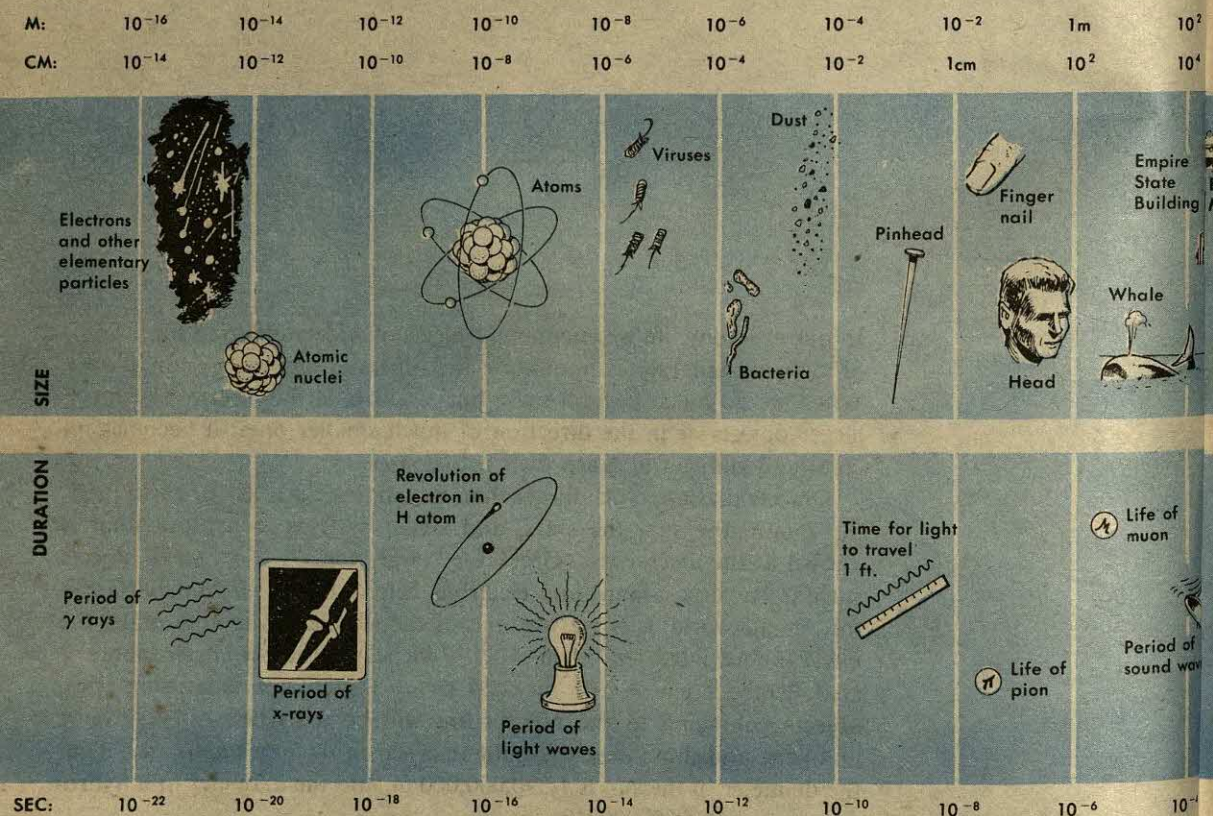 M: 10⁻¹⁶ 10⁻¹⁴ 10⁻¹² 10⁻¹⁰ 10⁻⁸ 10⁻⁶ 10⁻⁴ 10⁻² 1m 10²
CM: 10⁻¹⁴ 10⁻¹² 10⁻¹⁰ 10⁻⁸ 10⁻⁶ 10⁻⁴ 10⁻² 1cm 10² 10⁴
SIZE
Electrons
and other
elementary
particles
Atomic
nuclei
Atoms
Viruses
Bacteria
Dust
Pinhead
Finger
nail
Head
Empire
State
Building
Whale
DURATION
Period of
γ rays
Period of
x-rays
Revolution of
electron in
H atom
Period of
light waves
Time for light
to travel
1 ft.
π Life of
pion
Life of
muon
Period of
sound
SEC: 10⁻²² 10⁻²⁰ 10⁻¹⁸ 10⁻¹⁶ 10⁻¹⁴ 10⁻¹² 10⁻¹⁰ 10⁻⁸ 10⁻⁶